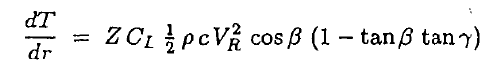 dT/dr = Z C_L ½ ρ c V_R² cos β (1 − tan β tan γ)